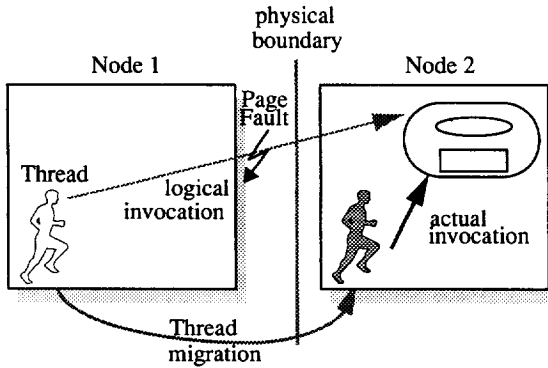 physical
boundary
Node 1
Node 2
Page
Fault
Thread
logical
invocation
actual
invocation
Thread
migration